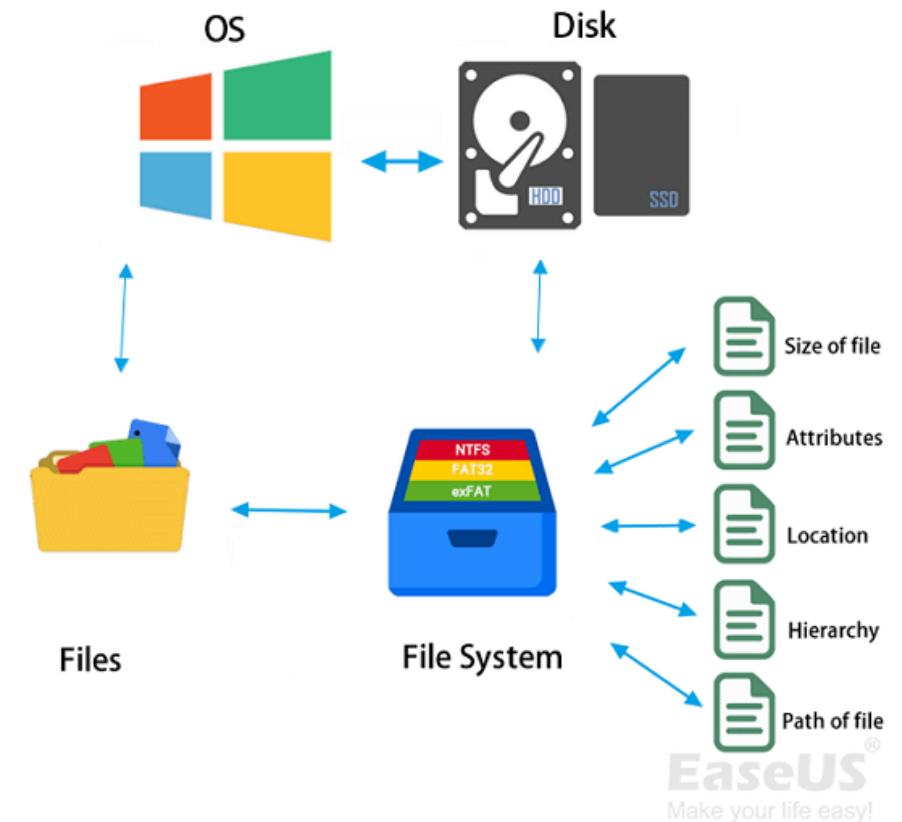 OS
Disk
HDD
SSD
Size of file
NTFS
FAT32
exFAT
Attributes
Location
Hierarchy
Files
File System
Path of file
EaseUS®
Make your life easy!